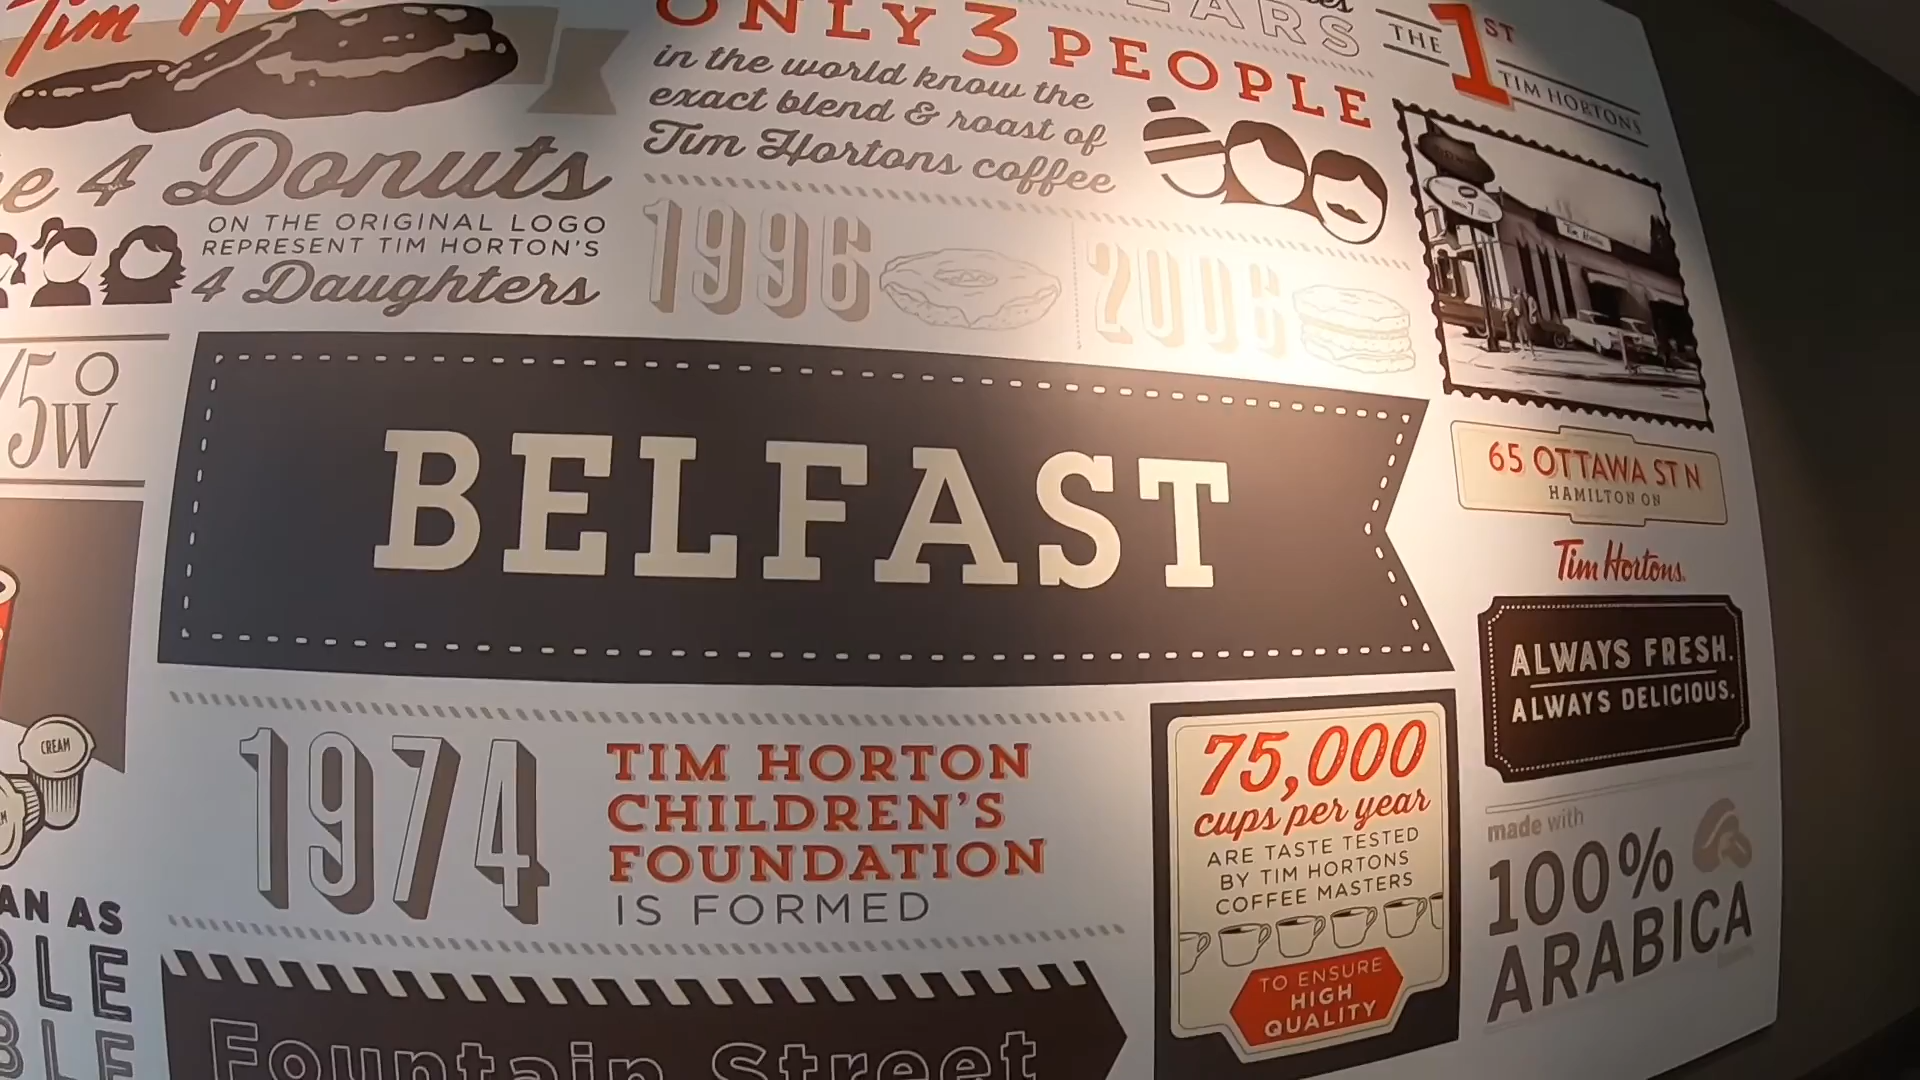 Tim
4 Donuts
ON THE ORIGINAL LOGO
REPRESENT TIM HORTON'S
4 Daughters
ONLY 3 PEOPLE
in the world know the
exact blend & roast of
Tim Hortons coffee
1996
2006
THE 1ST
TIM HORTONS
65 OTTAWA ST N
HAMILTON ON
Tim Hortons.
ALWAYS FRESH.
ALWAYS DELICIOUS.
made with
100%
ARABICA
BELFAST
1974
TIM HORTON
CHILDREN'S
FOUNDATION
IS FORMED
75,000
cups per year
ARE TASTE TESTED
BY TIM HORTONS
COFFEE MASTERS
TO ENSURE
HIGH
QUALITY
CREAM
AN AS
BLE
BLE
Fountain Street